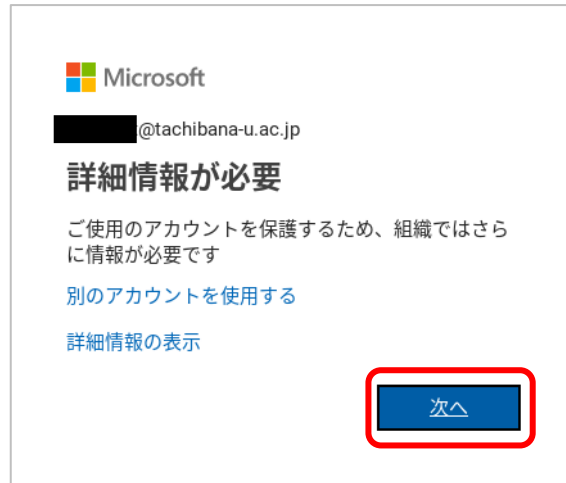 Microsoft
@tachibana-u.ac.jp
詳細情報が必要
ご使用のアカウントを保護するため、組織ではさら
に情報が必要です
別のアカウントを使用する
詳細情報の表示
次へ